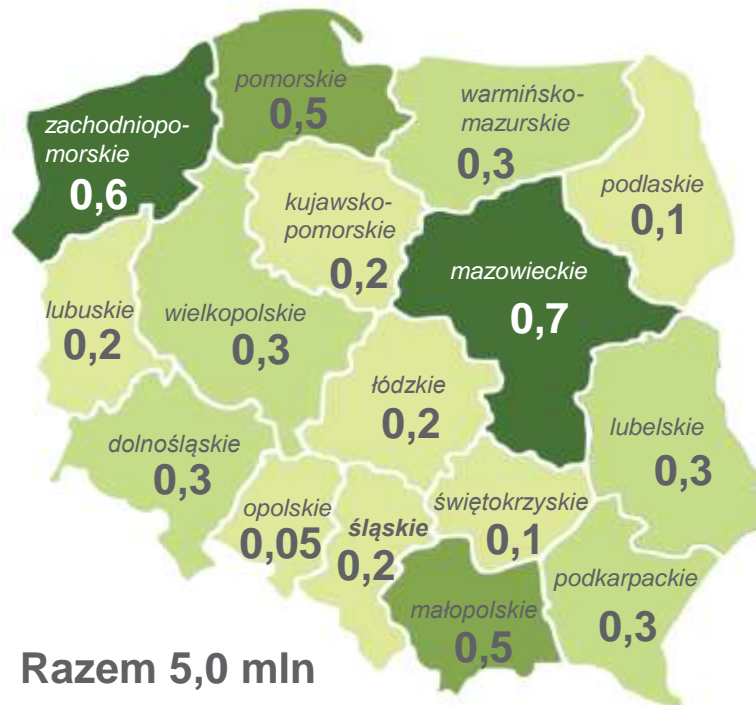 pomorskie
0,5
warmińsko-
mazurskie
0,3
zachodniopo-
morskie
0,6
podlaskie
0,1
kujawsko-
pomorskie
0,2
mazowieckie
0,7
lubuskie
0,2
wielkopolskie
0,3
łódzkie
0,2
lubelskie
0,3
dolnośląskie
0,3
opolskie
0,05
śląskie
0,2
świętokrzyskie
0,1
podkarpackie
0,3
małopolskie
0,5
Razem 5,0 mln